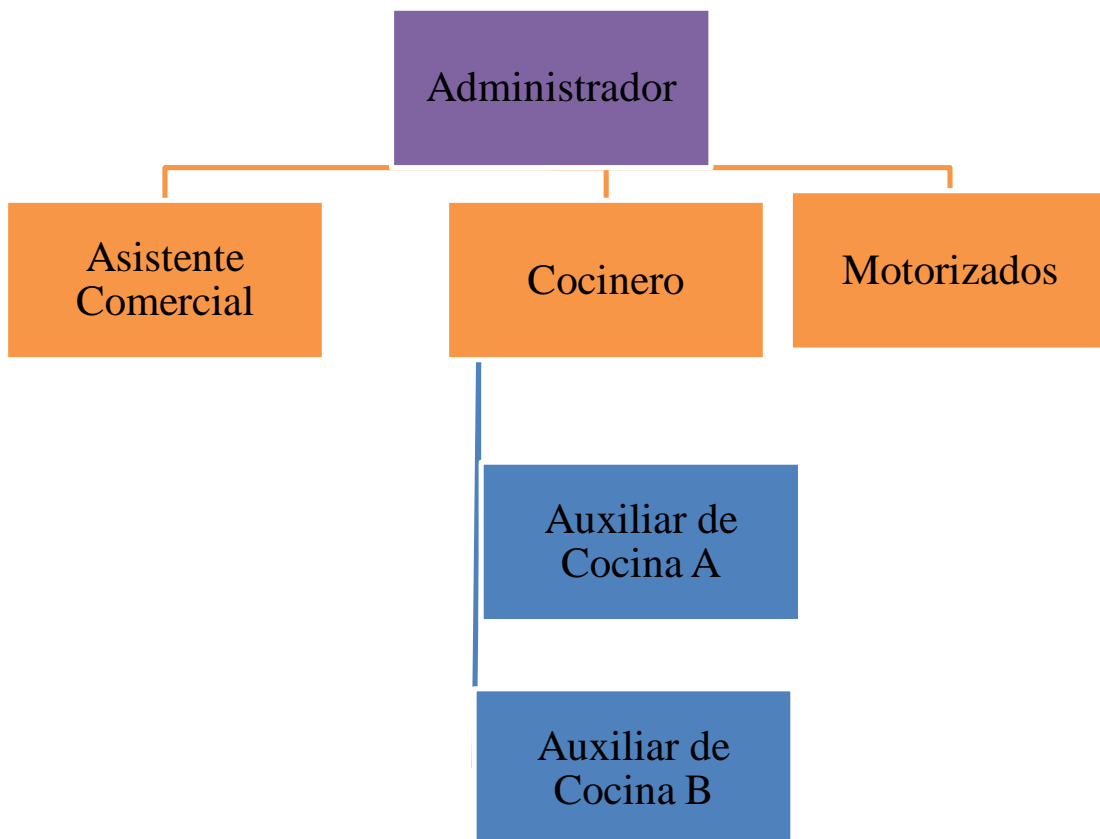 Administrador
Asistente
Comercial
Cocinero
Motorizados
Auxiliar de
Cocina A
Auxiliar de
Cocina B